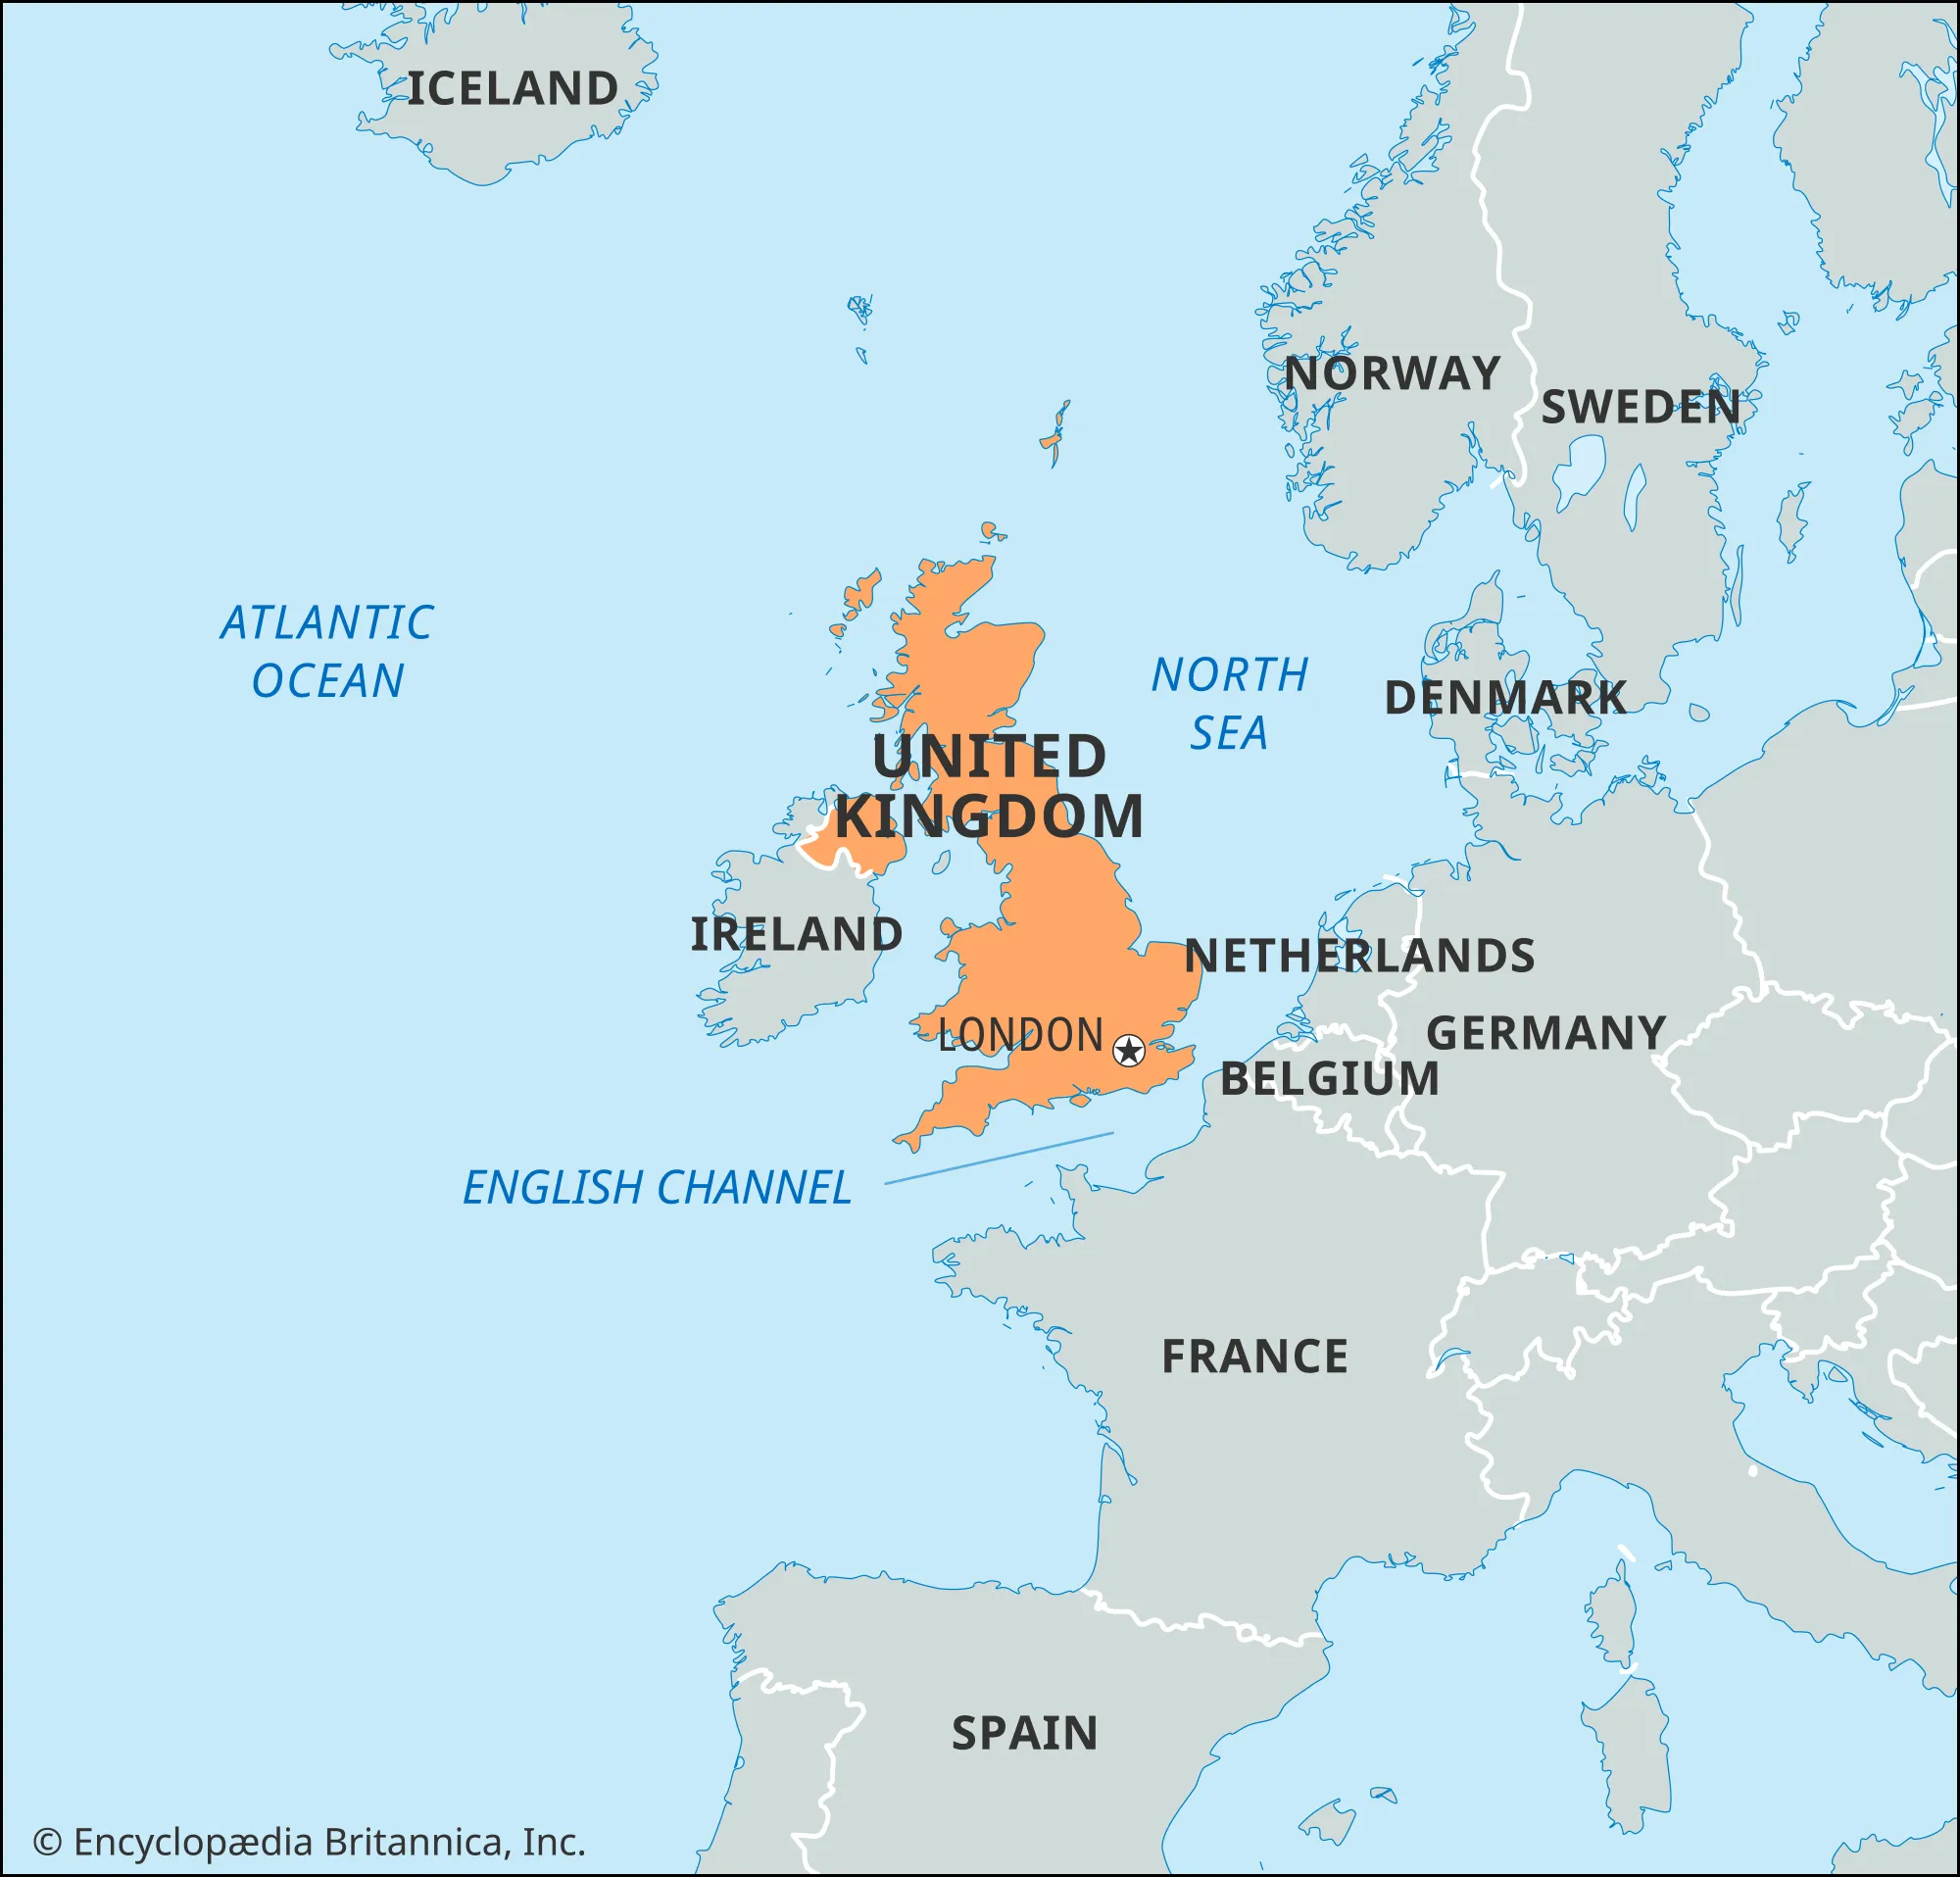 ICELAND
NORWAY
SWEDEN
ATLANTIC
OCEAN
NORTH
SEA
DENMARK
UNITED
KINGDOM
IRELAND
NETHERLANDS
LONDON
GERMANY
BELGIUM
ENGLISH CHANNEL
FRANCE
SPAIN
© Encyclopædia Britannica, Inc.